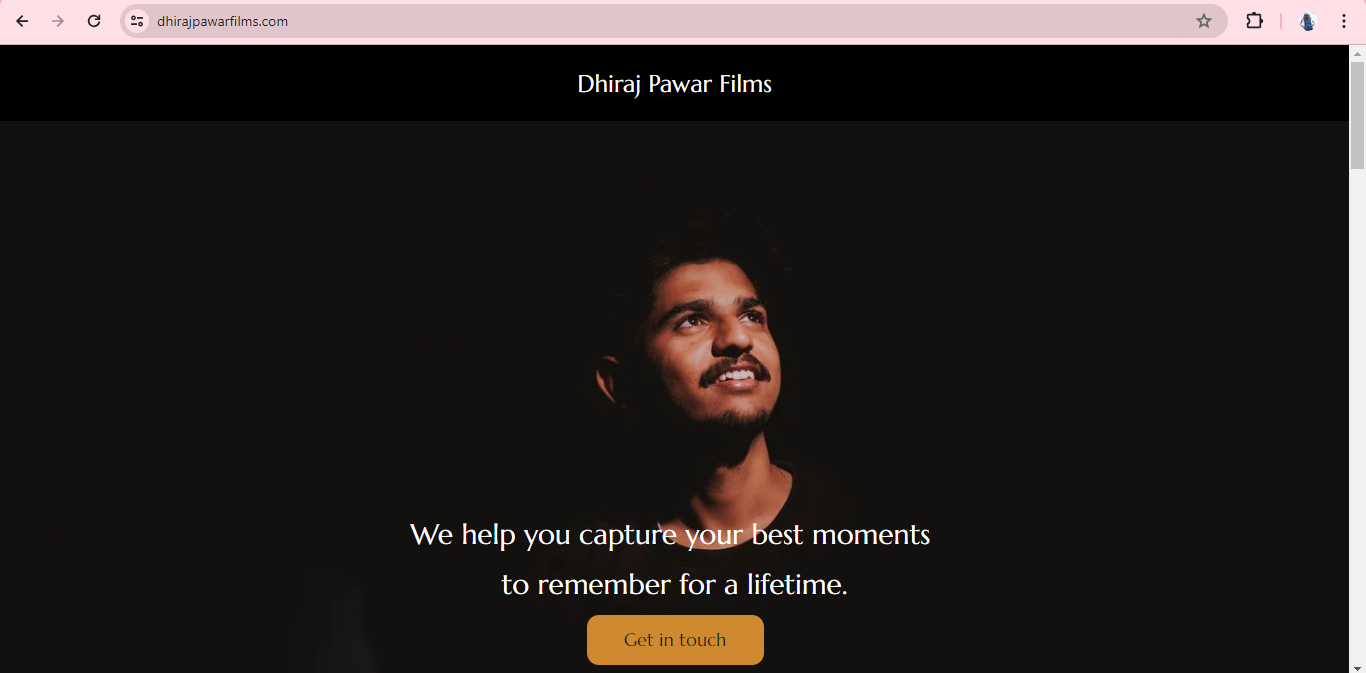 dhirajpawarfilms.com
Dhiraj Pawar Films
We help you capture your best moments
to remember for a lifetime.
Get in touch